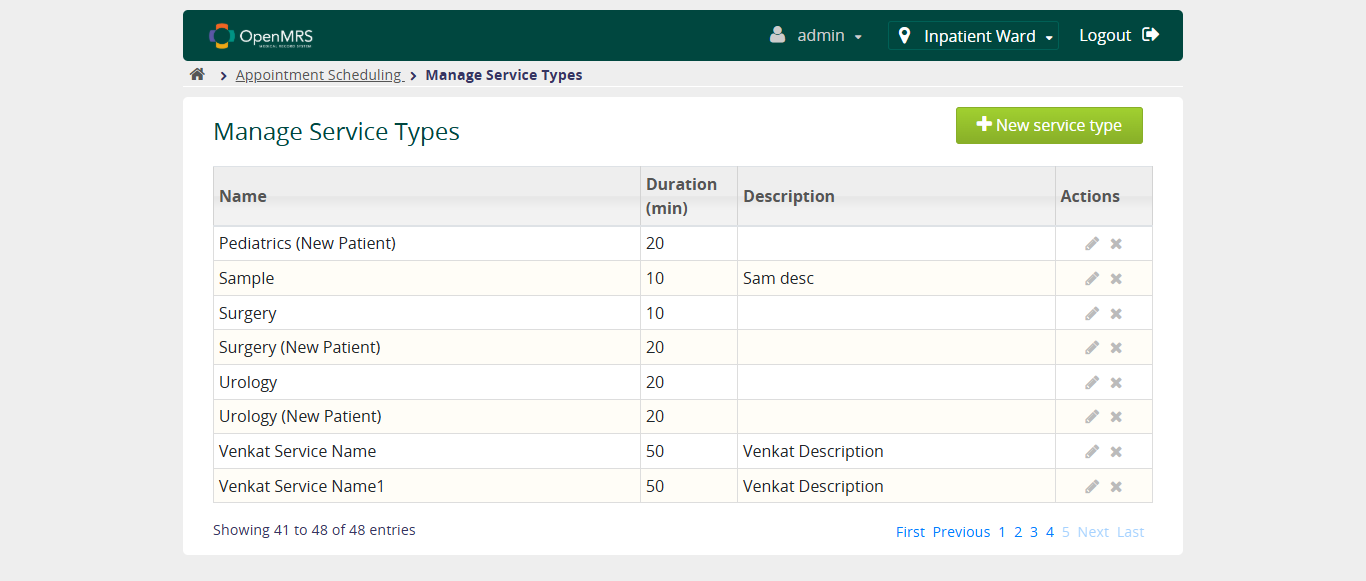 OpenMRS
MEDICAL RECORD SYSTEM
admin
Inpatient Ward
Logout
Appointment Scheduling
Manage Service Types
Manage Service Types
New service type
Name Duration (min) Description Actions
Pediatrics (New Patient) 20
Sample 10 Sam desc
Surgery 10
Surgery (New Patient) 20
Urology 20
Urology (New Patient) 20
Venkat Service Name 50 Venkat Description
Venkat Service Name1 50 Venkat Description
Showing 41 to 48 of 48 entries
First Previous 1 2 3 4 5 Next Last